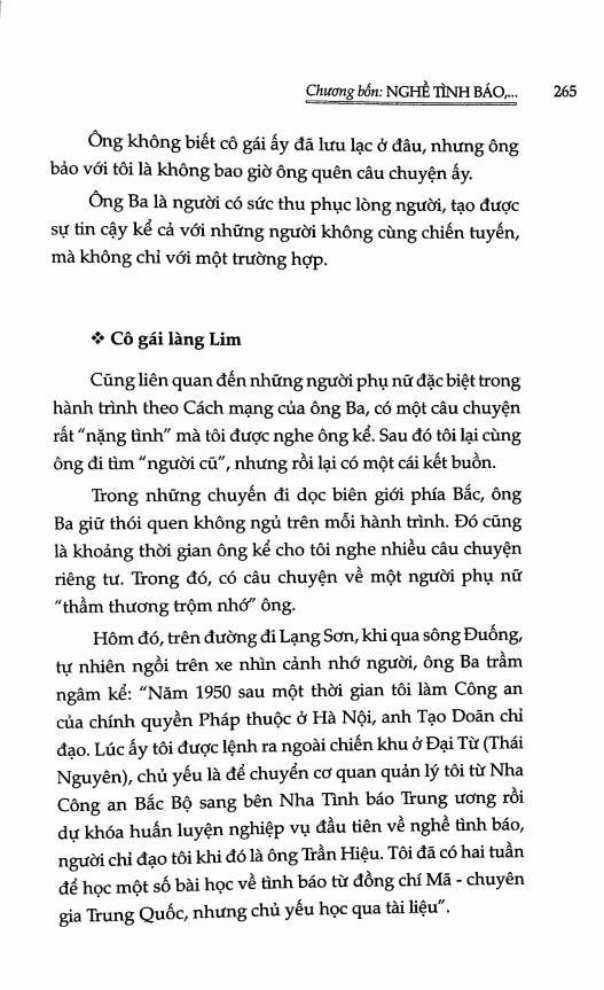 Chương bốn: NGHỀ TÌNH BÁO,... 265
Ông không biết cô gái ấy đã lưu lạc ở đâu, nhưng ông
bảo với tôi là không bao giờ ông quên câu chuyện ấy.
Ông Ba là người có sức thu phục lòng người, tạo được
sự tin cậy kể cả với những người không cùng chiến tuyến,
mà không chỉ với một trường hợp.
❖ Cô gái làng Lim
Cũng liên quan đến những người phụ nữ đặc biệt trong
hành trình theo Cách mạng của ông Ba, có một câu chuyện
rất "nặng tình" mà tôi được nghe ông kể. Sau đó tôi lại cùng
ông đi tìm "người cũ", nhưng rồi lại có một cái kết buồn.
Trong những chuyến đi dọc biên giới phía Bắc, ông
Ba giữ thói quen không ngủ trên mỗi hành trình. Đó cũng
là khoảng thời gian ông kể cho tôi nghe nhiều câu chuyện
riêng tư. Trong đó, có câu chuyện về một người phụ nữ
"thầm thương trộm nhớ" ông.
Hôm đó, trên đường đi Lạng Sơn, khi qua sông Đuống,
tự nhiên ngồi trên xe nhìn cảnh nhớ người, ông Ba trầm
ngâm kể: "Năm 1950 sau một thời gian tôi làm Công an
của chính quyền Pháp thuộc ở Hà Nội, anh Tạo Doãn chỉ
đạo. Lúc ấy tôi được lệnh ra ngoài chiến khu ở Đại Từ (Thái
Nguyên), chủ yếu là để chuyển cơ quan quản lý tôi từ Nha
Công an Bắc Bộ sang bên Nha Tình báo Trung ương rồi
dự khóa huấn luyện nghiệp vụ đầu tiên về nghề tình báo,
người chỉ đạo tôi khi đó là ông Trần Hiệu. Tôi đã có hai tuần
để học một số bài học về tình báo từ đồng chí Mã - chuyên
gia Trung Quốc, nhưng chủ yếu học qua tài liệu".